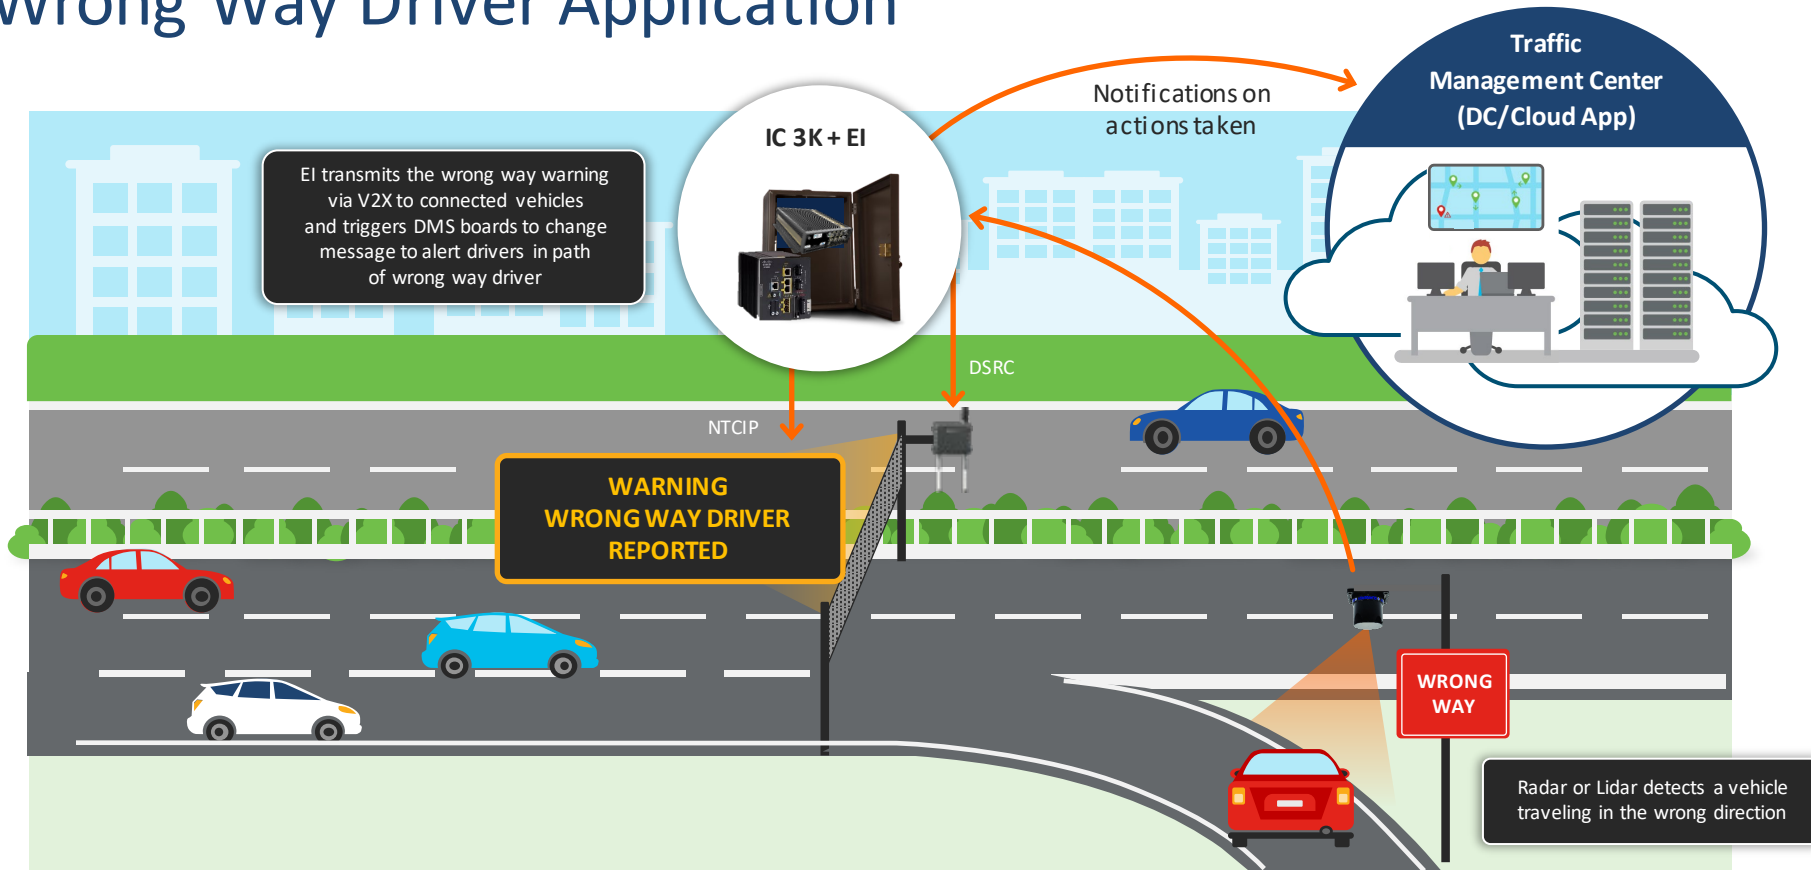 Wrong Way Driver Application
Traffic
Management Center
(DC/Cloud App)
Notifications on
actions taken
IC 3K + EI
EI transmits the wrong way warning
via V2X to connected vehicles
and triggers DMS boards to change
message to alert drivers in path
of wrong way driver
DSRC
NTCIP
WARNING
WRONG WAY DRIVER
REPORTED
WRONG
WAY
Radar or Lidar detects a vehicle
traveling in the wrong direction